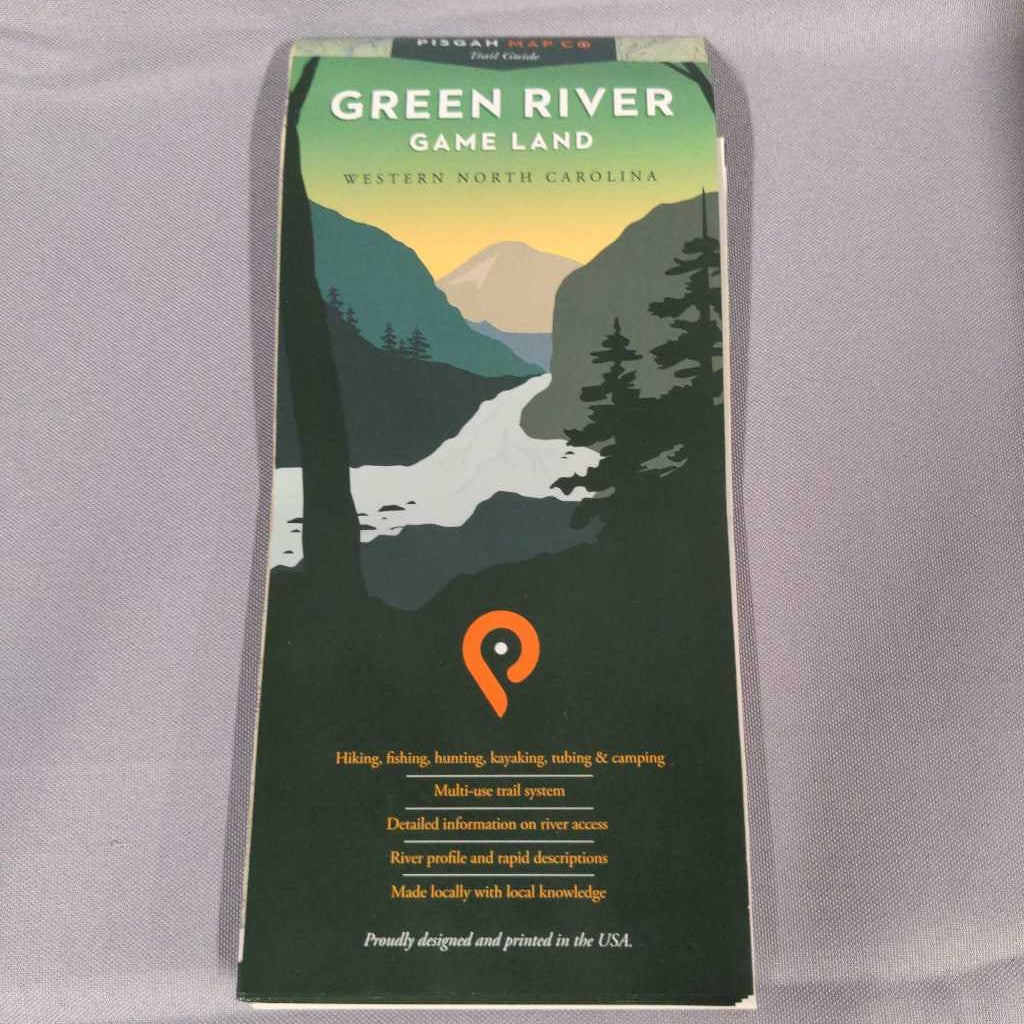 PISGAH MAP CO
Trail Guide
GREEN RIVER
GAME LAND
WESTERN NORTH CAROLINA
Hiking, fishing, hunting, kayaking, tubing & camping
Multi-use trail system
Detailed information on river access
River profile and rapid descriptions
Made locally with local knowledge
Proudly designed and printed in the USA.